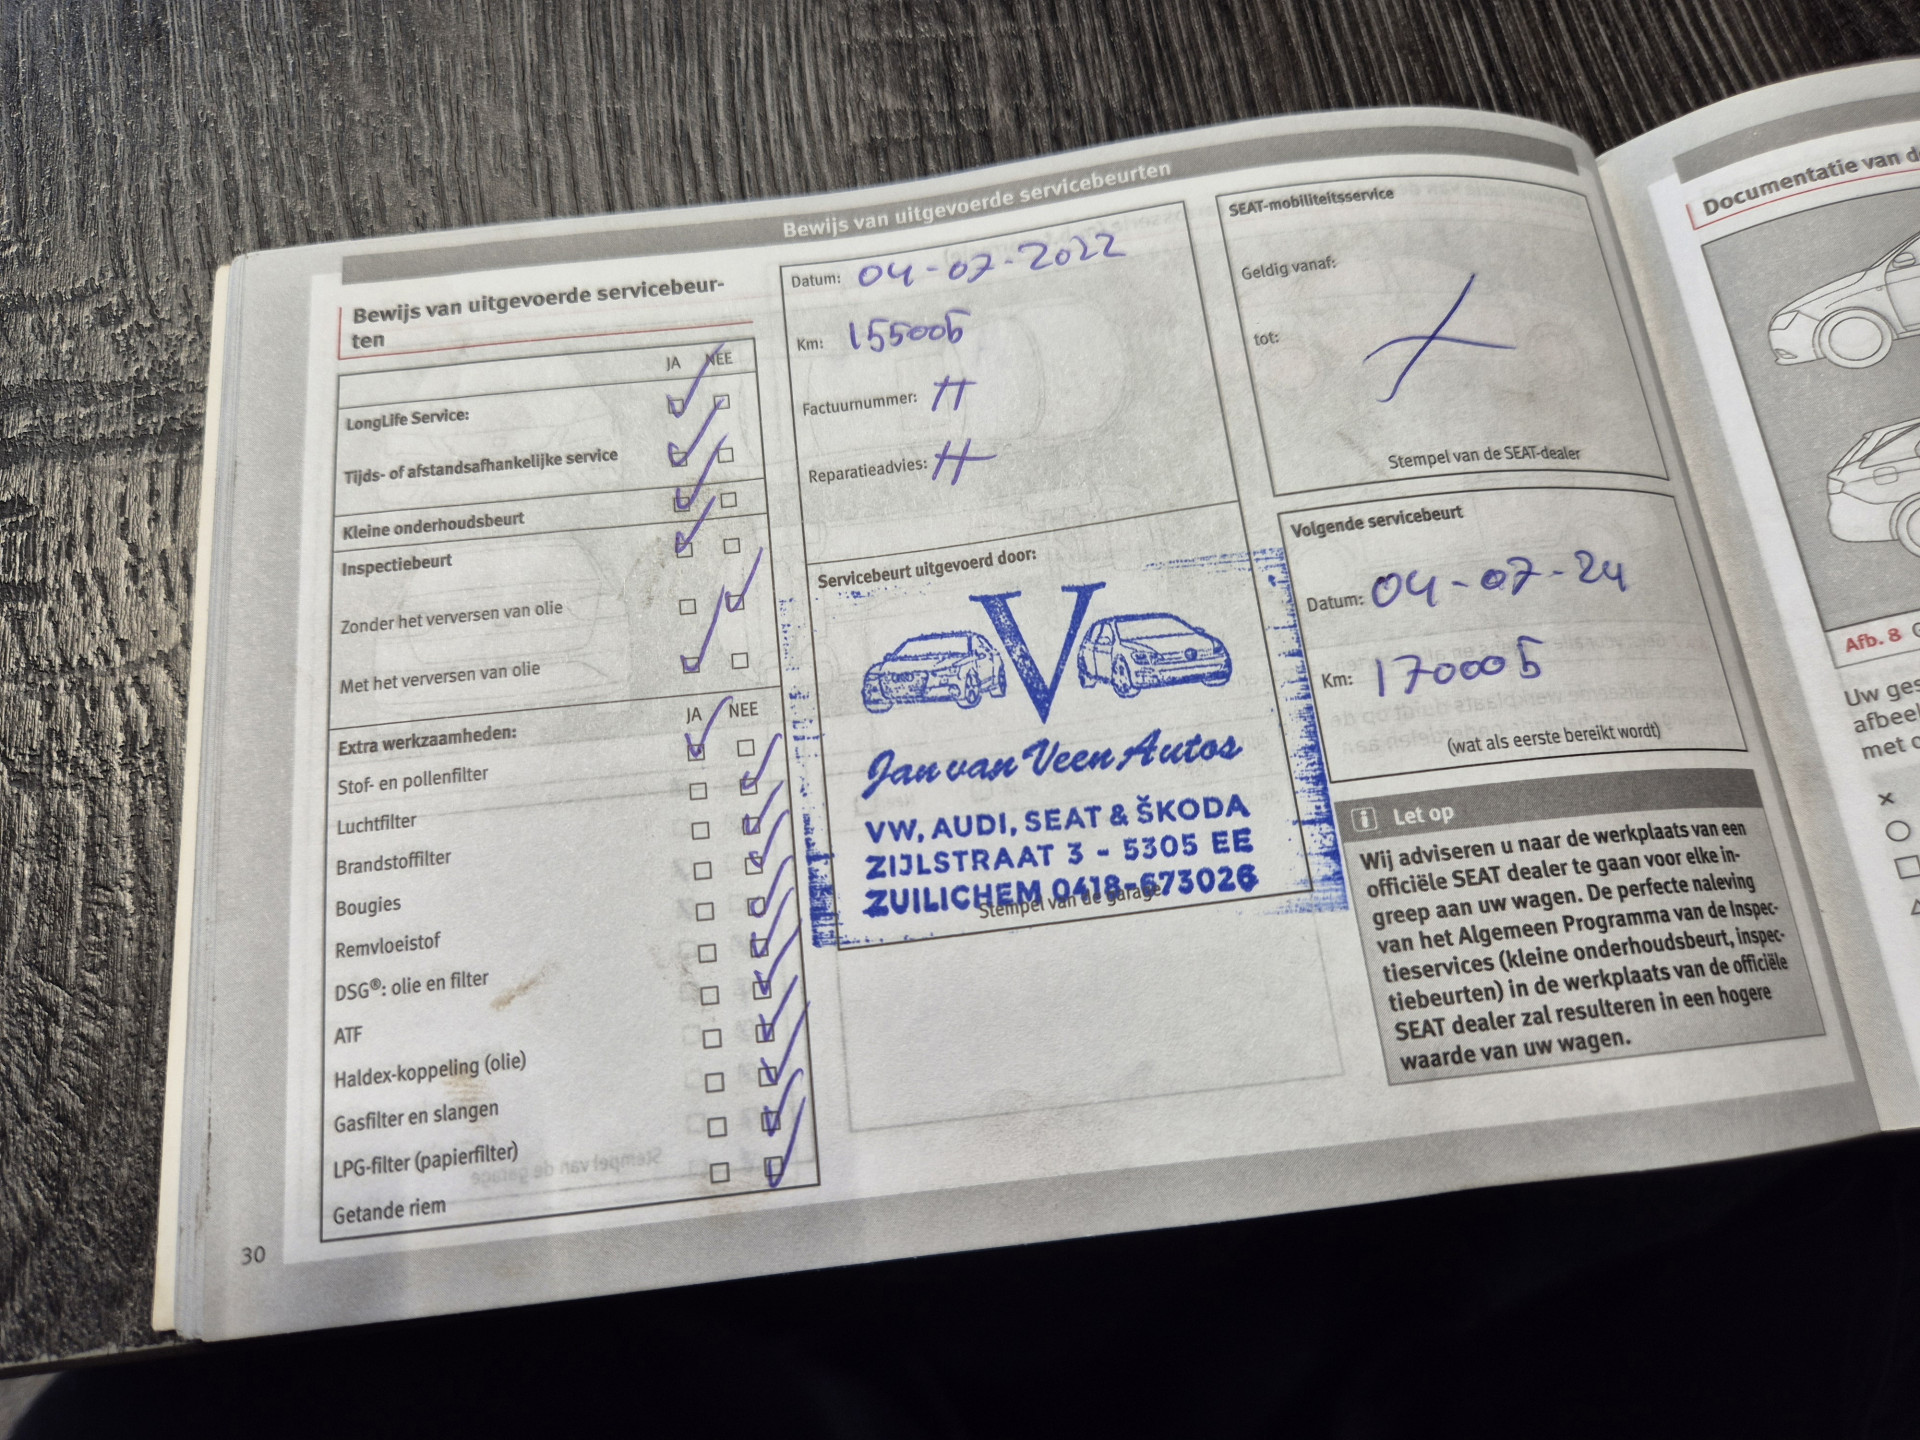 Bewijs van uitgevoerde servicebeurten
Bewijs van uitgevoerde servicebeur-
ten
JA NEE
LongLife Service:
Tijds- of afstandsafhankelijke service
Kleine onderhoudsbeurt
Inspectiebeurt
Zonder het verversen van olie
Met het verversen van olie
Extra werkzaamheden: JA NEE
Stof- en pollenfilter
Luchtfilter
Brandstoffilter
Bougies
Remvloeistof
DSG®: olie en filter
ATF
Haldex-koppeling (olie)
Gasfilter en slangen
LPG-filter (papierfilter)
Getande riem
30
Datum: 04-07-2022
Km: 155005
Factuurnummer:
Reparatieadvies:
Servicebeurt uitgevoerd door:
V
Jan van Veen Autos
VW, AUDI, SEAT & ŠKODA
ZIJLSTRAAT 3 - 5305 EE
ZUILICHEM 0418-673026
Stempel van de garage
SEAT-mobiliteitsservice
Geldig vanaf:
tot:
Stempel van de SEAT-dealer
Volgende servicebeurt
Datum: 04-07-24
Km: 170005
(wat als eerste bereikt wordt)
i Let op
Wij adviseren u naar de werkplaats van een
officiële SEAT dealer te gaan voor elke in-
greep aan uw wagen. De perfecte naleving
van het Algemeen Programma van de Inspec-
tieservices (kleine onderhoudsbeurt, inspec-
tiebeurten) in de werkplaats van de officiële
SEAT dealer zal resulteren in een hogere
waarde van uw wagen.
Documentatie van
Afb. 8
Uw
met